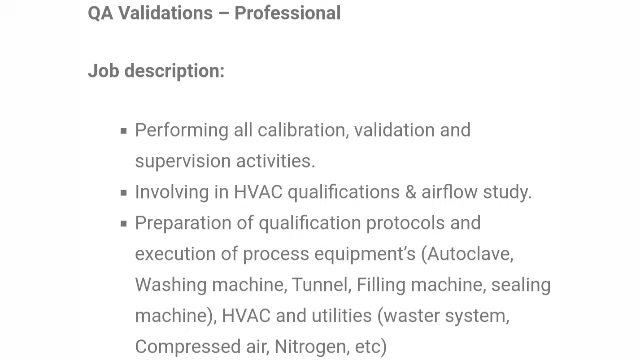 QA Validations – Professional
Job description:
▪ Performing all calibration, validation and
supervision activities.
▪ Involving in HVAC qualifications & airflow study.
▪ Preparation of qualification protocols and
execution of process equipment’s (Autoclave,
Washing machine, Tunnel, Filling machine, sealing
machine), HVAC and utilities (waster system,
Compressed air, Nitrogen, etc)